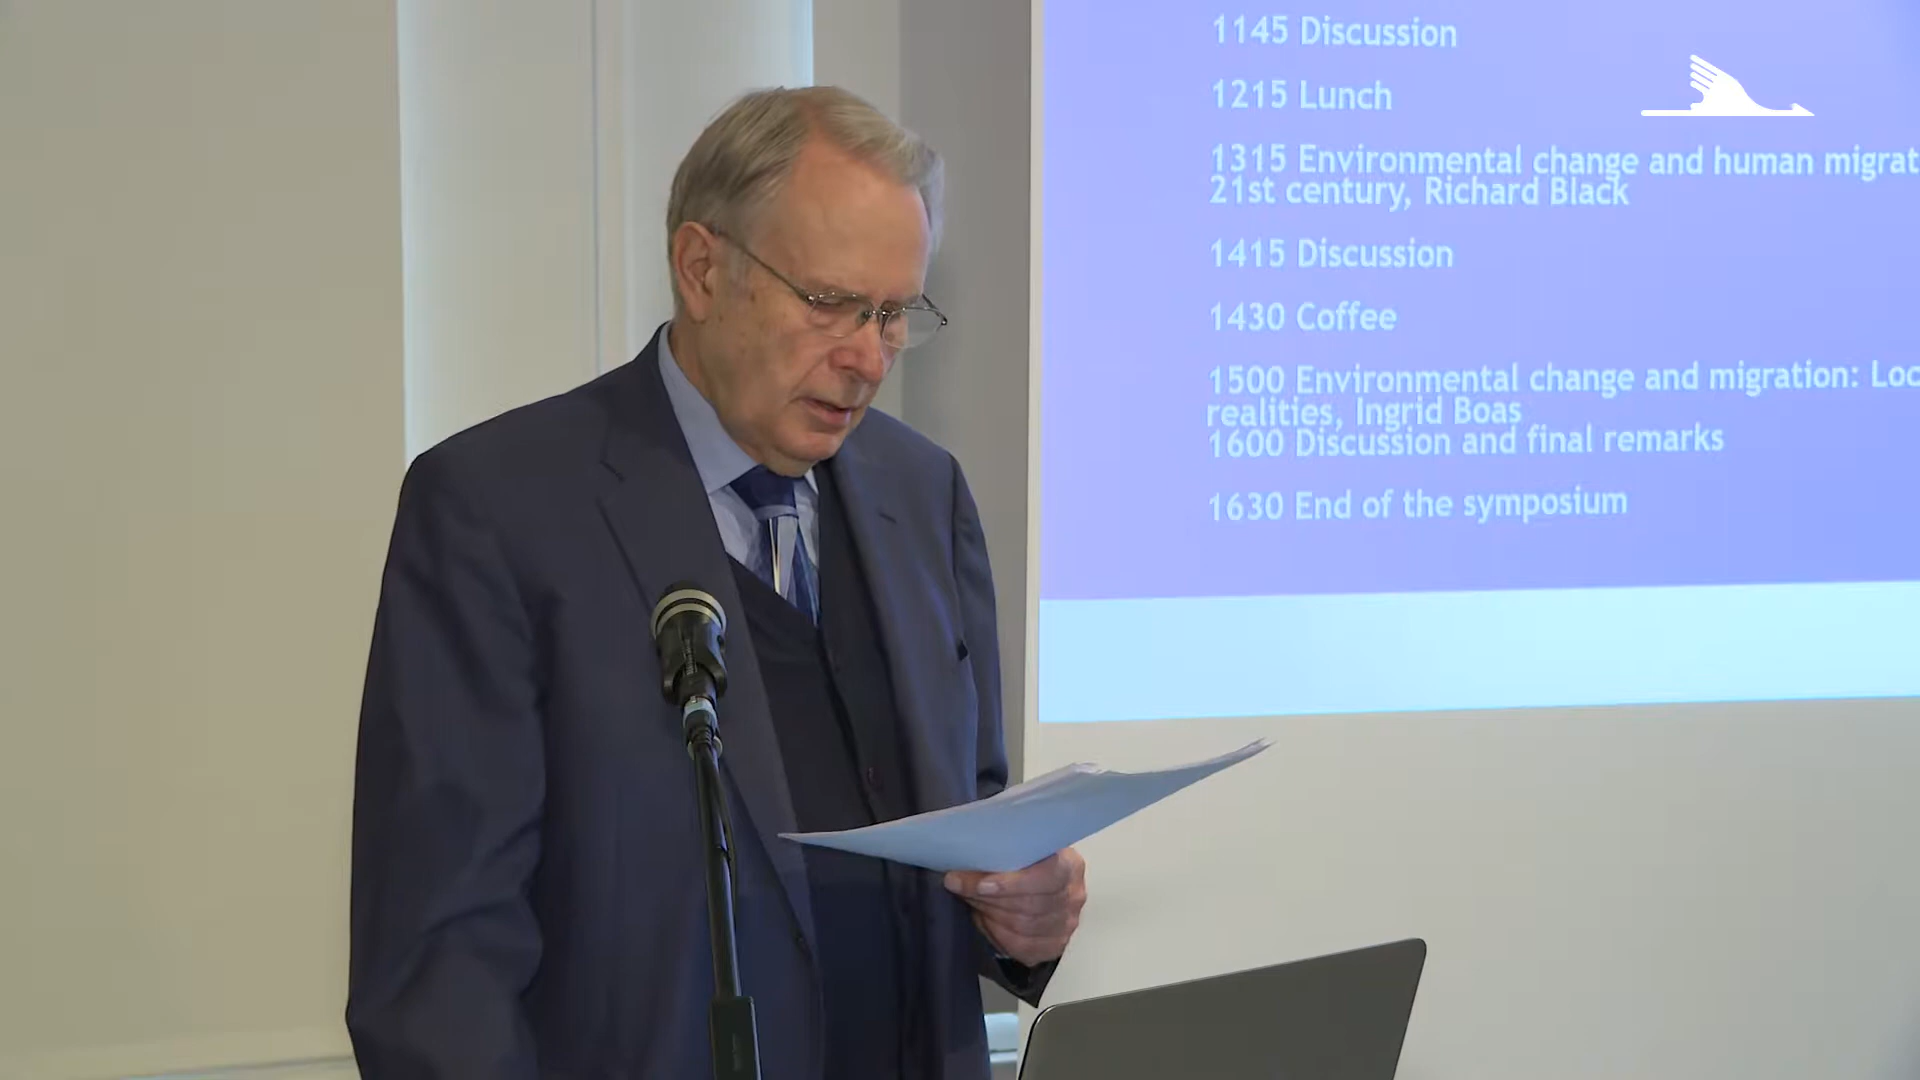 1145 Discussion
1215 Lunch
1315 Environmental change and human migrat
21st century, Richard Black
1415 Discussion
1430 Coffee
1500 Environmental change and migration: Loc
realities, Ingrid Boas
1600 Discussion and final remarks
1630 End of the symposium